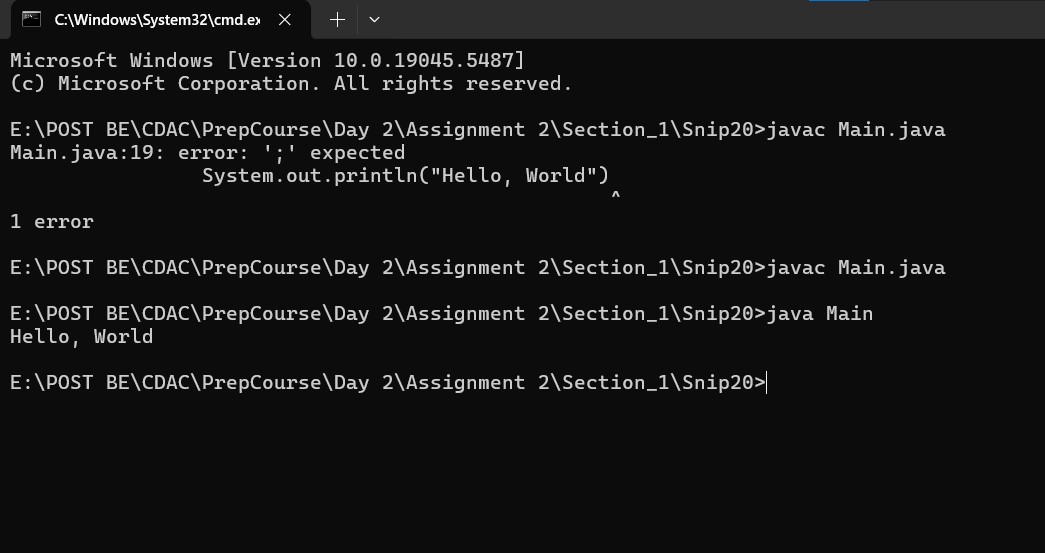 C:\Windows\System32\cmd.ex
Microsoft Windows [Version 10.0.19045.5487]
(c) Microsoft Corporation. All rights reserved.
E:\POST BE\CDAC\PrepCourse\Day 2\Assignment 2\Section_1\Snip20>javac Main.java
Main.java:19: error: ';' expected
                System.out.println("Hello, World")
                                                  ^
1 error
E:\POST BE\CDAC\PrepCourse\Day 2\Assignment 2\Section_1\Snip20>javac Main.java
E:\POST BE\CDAC\PrepCourse\Day 2\Assignment 2\Section_1\Snip20>java Main
Hello, World
E:\POST BE\CDAC\PrepCourse\Day 2\Assignment 2\Section_1\Snip20>